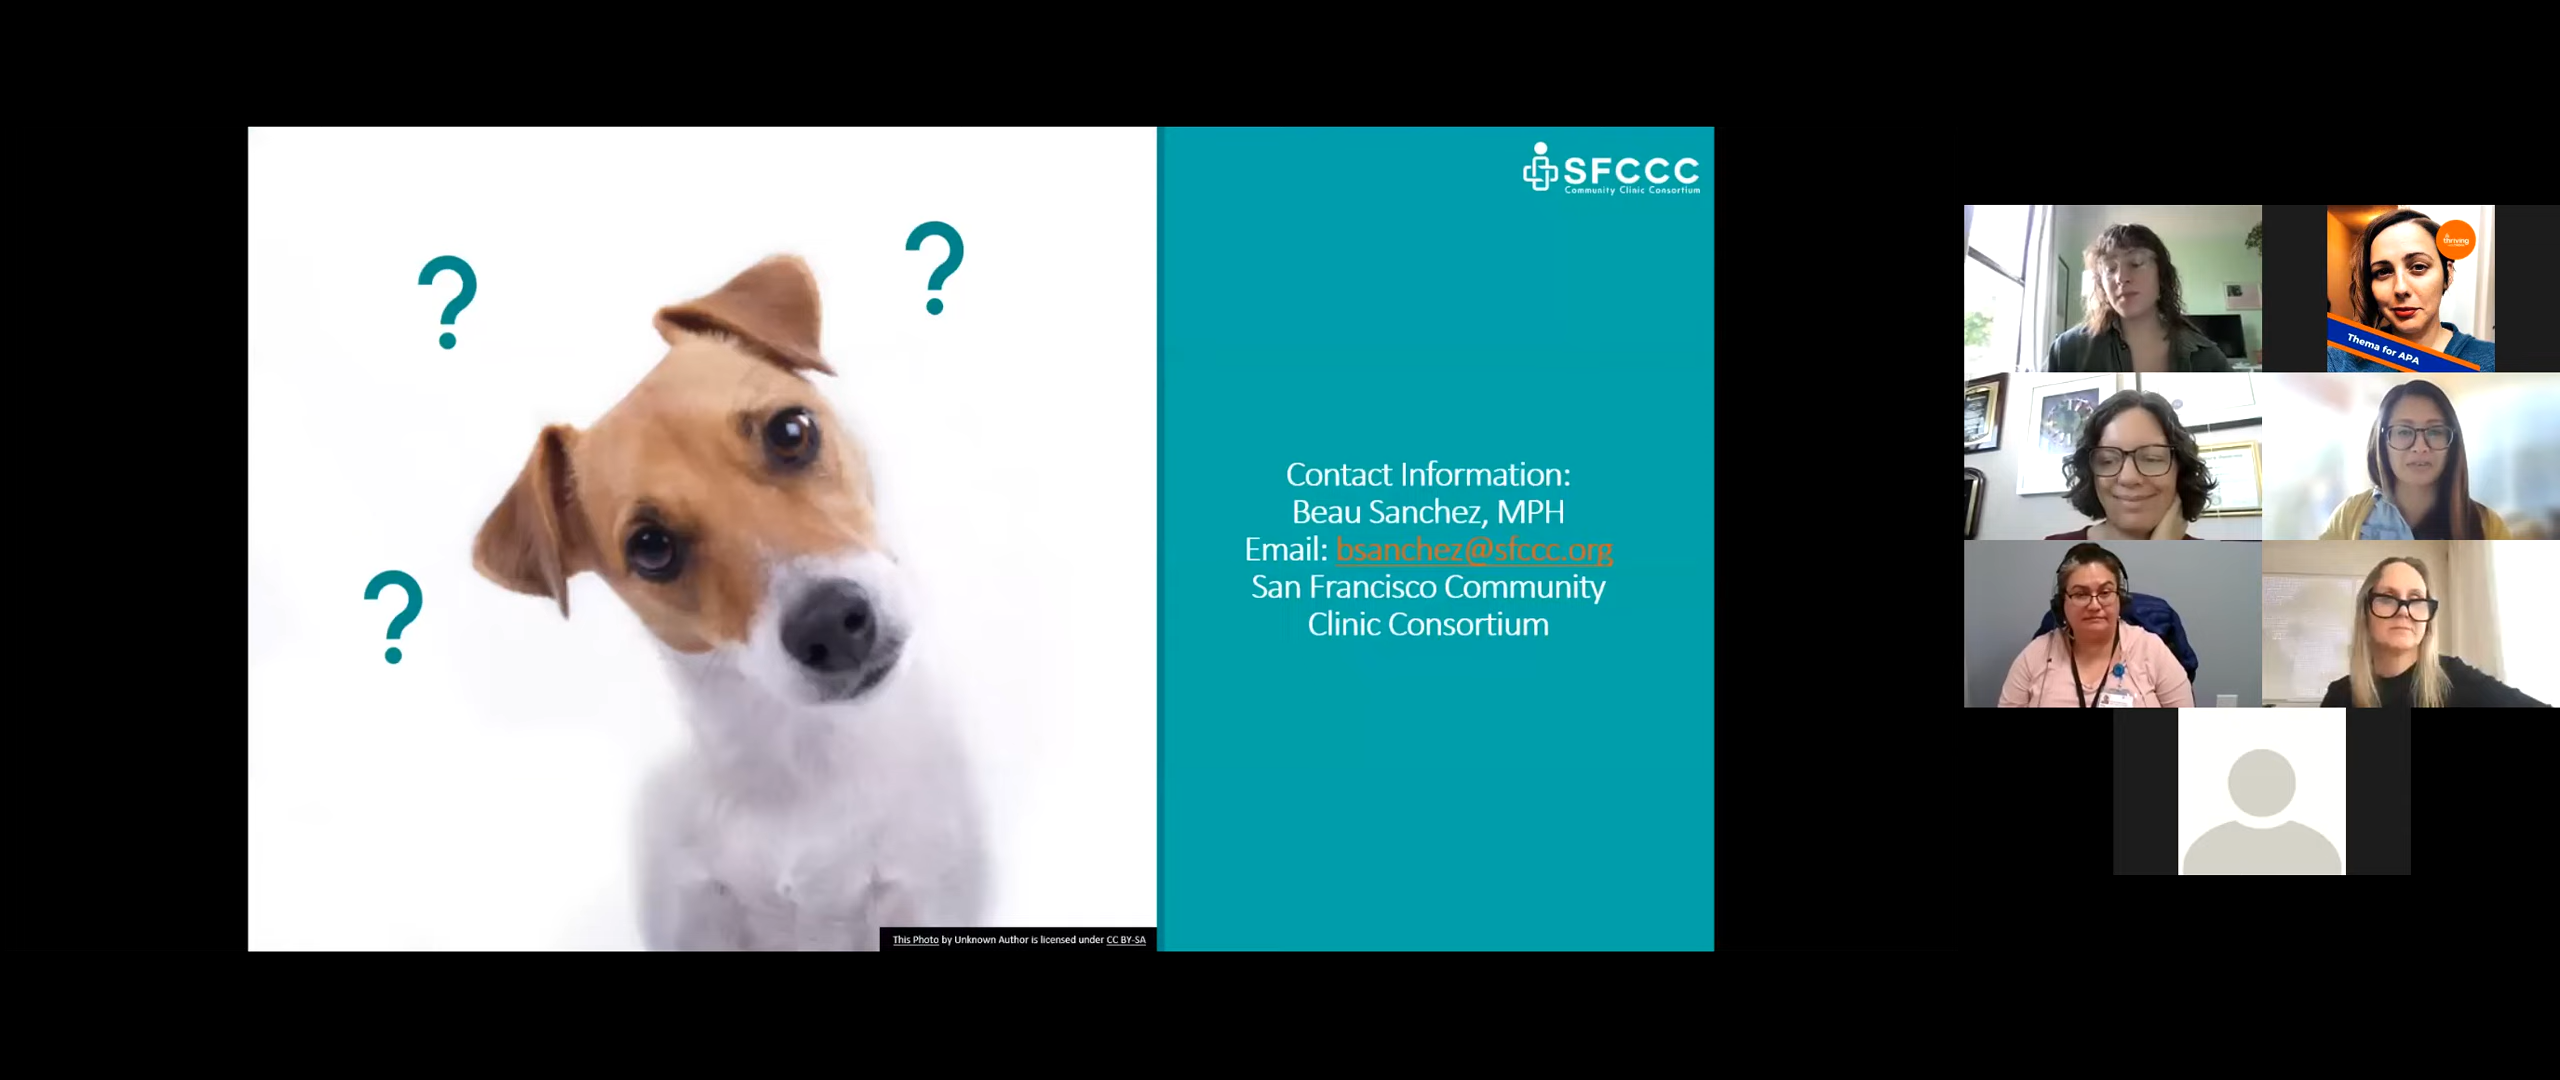 ?
?
?
This Photo by Unknown Author is licensed under CC BY-SA
SFCCC
Community Clinic Consortium
Contact Information:
Beau Sanchez, MPH
Email: bsanchez@sfccc.org
San Francisco Community
Clinic Consortium
thriving
Thema for APA